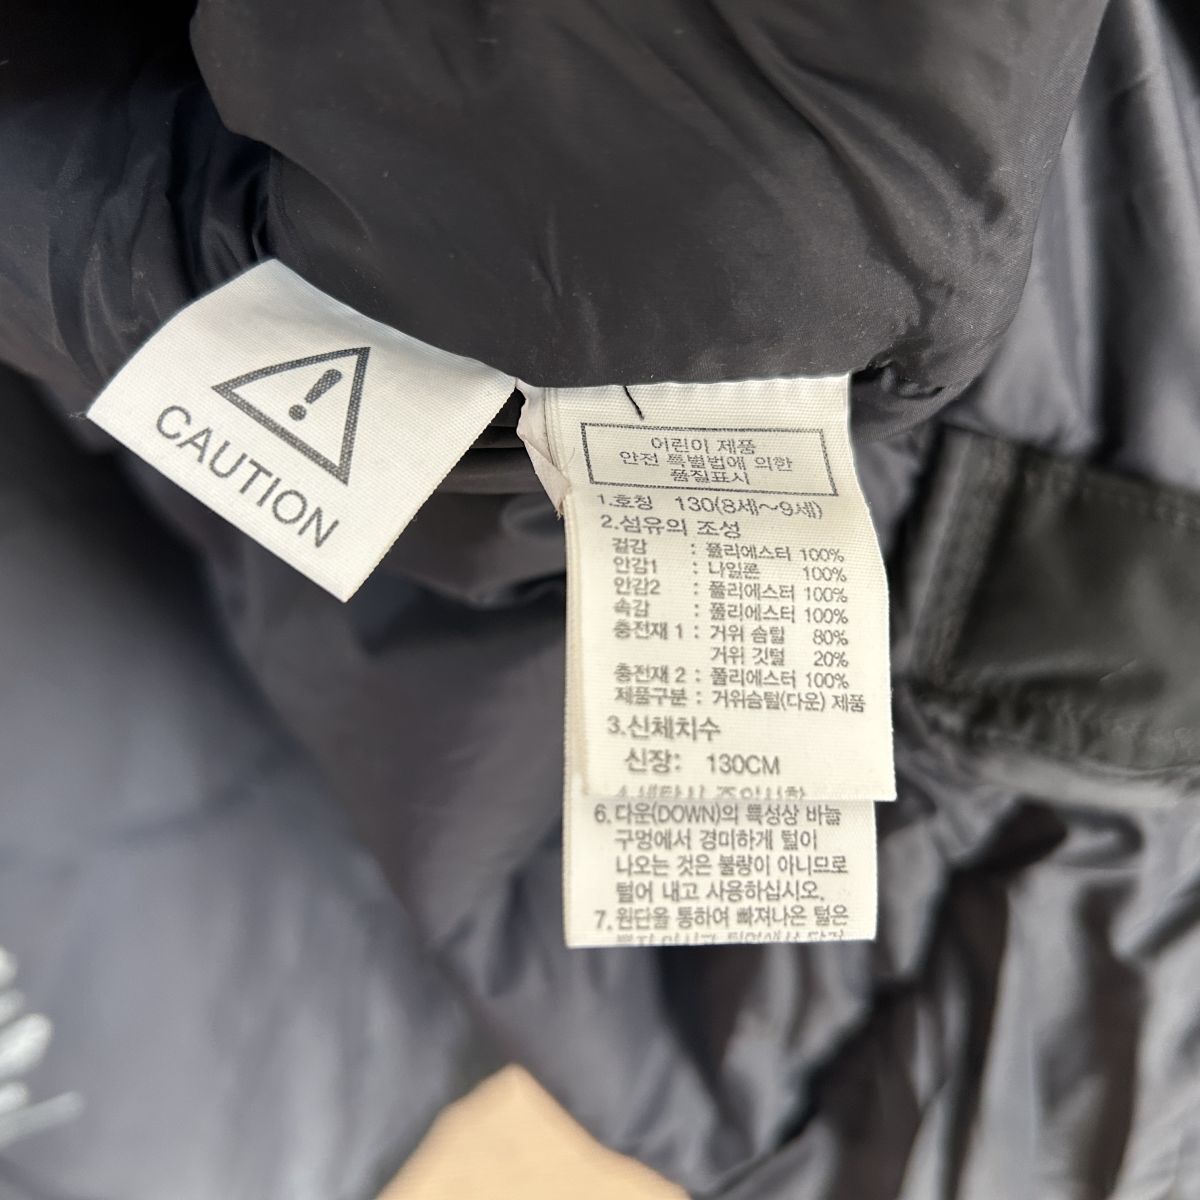 CAUTION
어린이 제품
안전 특별법에 의한
품질표시
1.호칭 130(8세~9세)
2.섬유의 조성
겉감 : 폴리에스터 100%
안감1 : 나일론 100%
안감2 : 폴리에스터 100%
속감 : 폴리에스터 100%
충전재 1 : 거위 솜털 80%
거위 깃털 20%
충전재 2 : 폴리에스터 100%
제품구분 : 거위솜털(다운) 제품
3.신체치수
신장: 130CM
6.다운(DOWN)의 특성상 바늘
구멍에서 경미하게 털이
나오는 것은 불량이 아니므로
털어 내고 사용하십시오.
7.원단을 통하여 빠져나온 털은